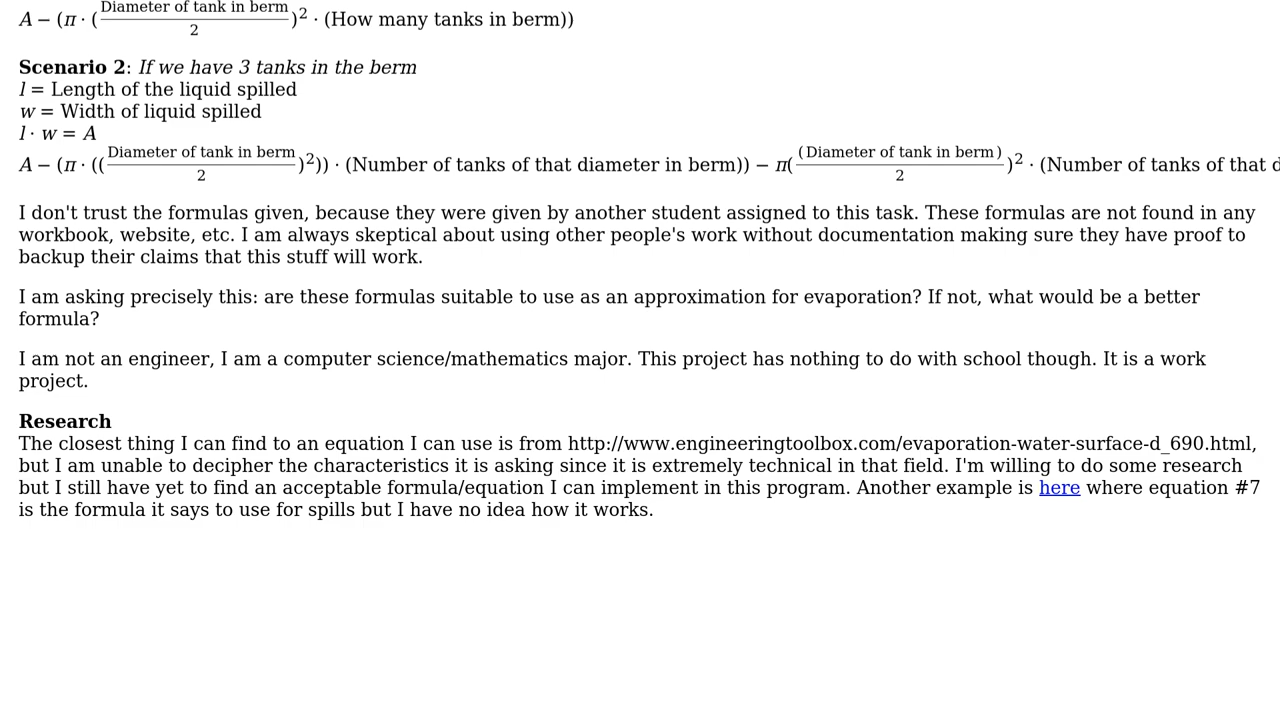 A − (π · (Diameter of tank in berm / 2)² · (How many tanks in berm))
Scenario 2: If we have 3 tanks in the berm
l = Length of the liquid spilled
w = Width of liquid spilled
l · w = A
A − (π · ((Diameter of tank in berm / 2)²)) · (Number of tanks of that diameter in berm)) − π((Diameter of tank in berm) / 2)² · (Number of tanks of that d
I don't trust the formulas given, because they were given by another student assigned to this task. These formulas are not found in any
workbook, website, etc. I am always skeptical about using other people's work without documentation making sure they have proof to
backup their claims that this stuff will work.
I am asking precisely this: are these formulas suitable to use as an approximation for evaporation? If not, what would be a better
formula?
I am not an engineer, I am a computer science/mathematics major. This project has nothing to do with school though. It is a work
project.
Research
The closest thing I can find to an equation I can use is from http://www.engineeringtoolbox.com/evaporation-water-surface-d_690.html,
but I am unable to decipher the characteristics it is asking since it is extremely technical in that field. I'm willing to do some research
but I still have yet to find an acceptable formula/equation I can implement in this program. Another example is here where equation #7
is the formula it says to use for spills but I have no idea how it works.